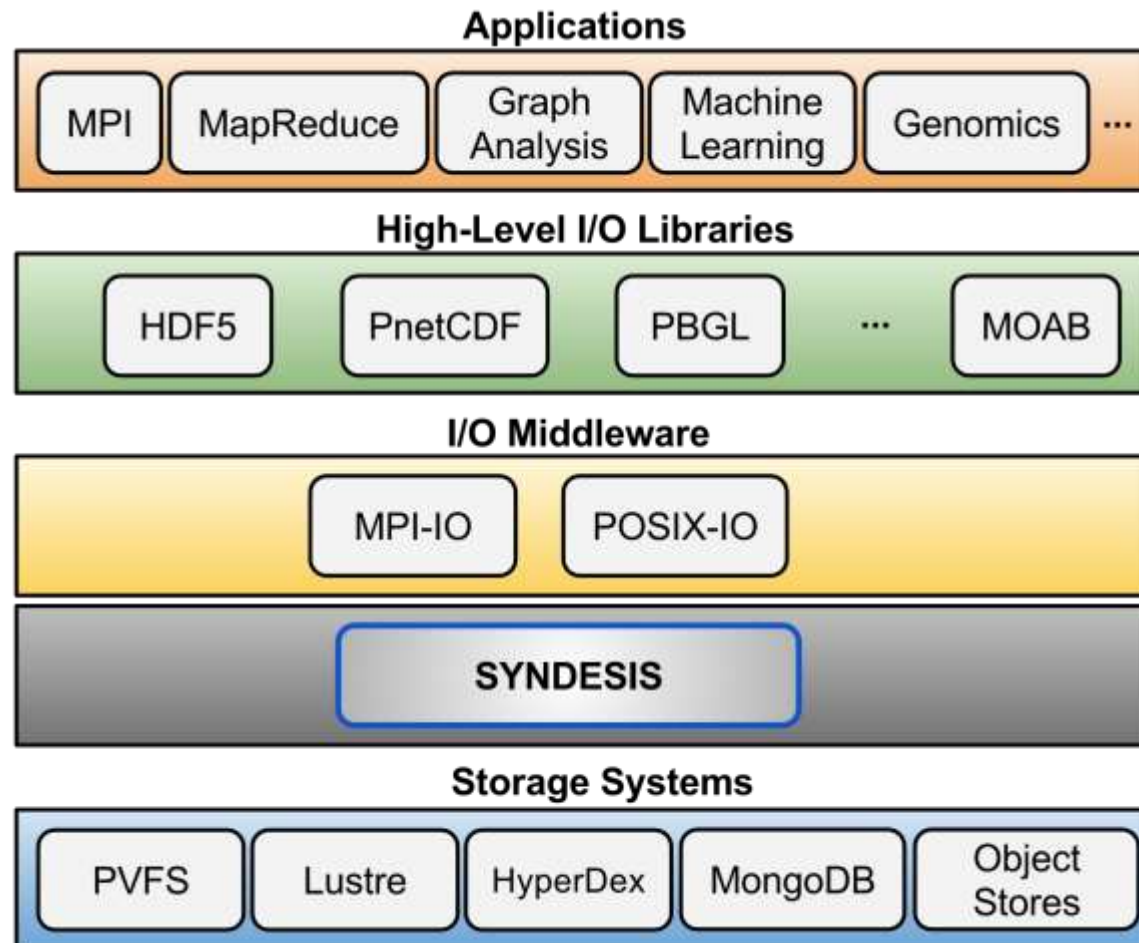 Applications
MPI
MapReduce
Graph
Analysis
Machine
Learning
Genomics
...
High-Level I/O Libraries
HDF5
PnetCDF
PBGL
...
MOAB
I/O Middleware
MPI-IO
POSIX-IO
SYNDESIS
Storage Systems
PVFS
Lustre
HyperDex
MongoDB
Object
Stores